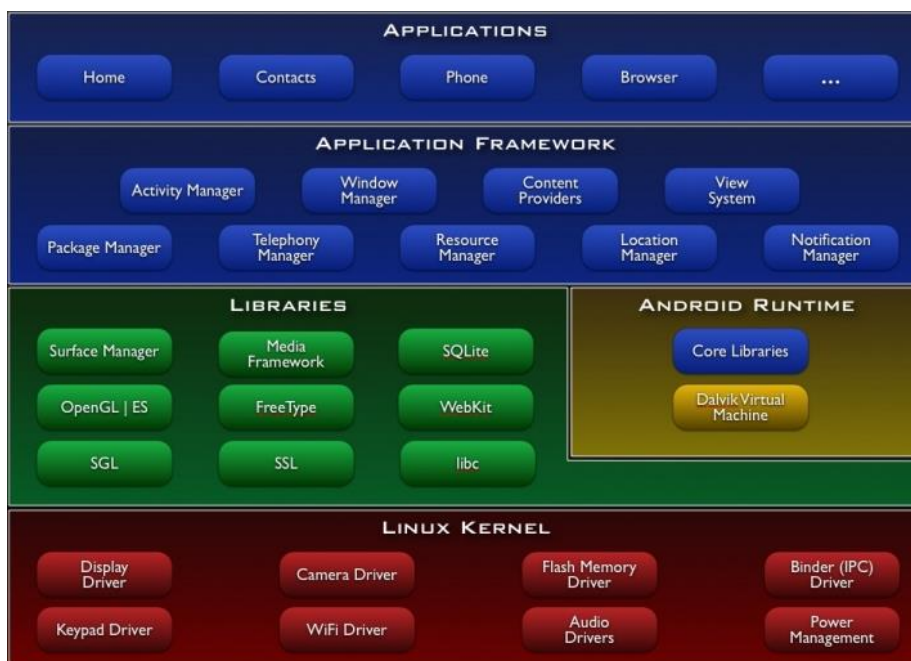 APPLICATIONS
Home
Contacts
Phone
Browser
...
APPLICATION FRAMEWORK
Activity Manager
Window
Manager
Content
Providers
View
System
Package Manager
Telephony
Manager
Resource
Manager
Location
Manager
Notification
Manager
LIBRARIES
Surface Manager
Media
Framework
SQLite
OpenGL | ES
FreeType
WebKit
SGL
SSL
libc
ANDROID RUNTIME
Core Libraries
Dalvik Virtual
Machine
LINUX KERNEL
Display
Driver
Camera Driver
Flash Memory
Driver
Binder (IPC)
Driver
Keypad Driver
WiFi Driver
Audio
Drivers
Power
Management